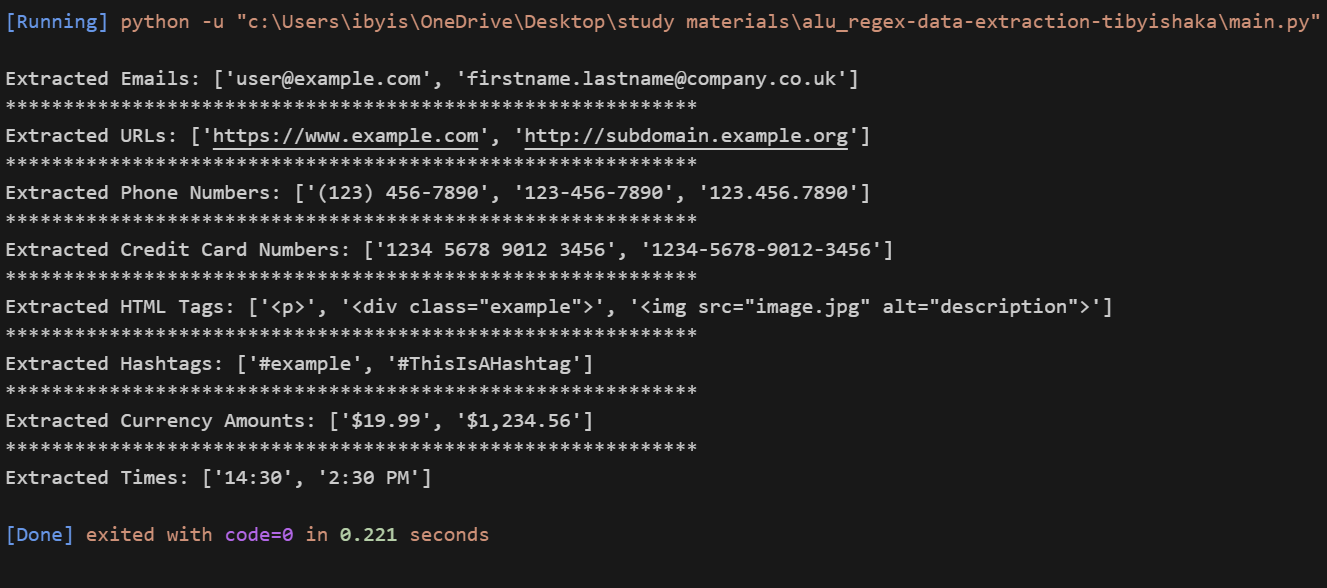 [Running] python -u "c:\Users\ibyis\OneDrive\Desktop\study materials\alu_regex-data-extraction-tibyishaka\main.py"
Extracted Emails: ['user@example.com', 'firstname.lastname@company.co.uk']
************************************************************
Extracted URLs: ['https://www.example.com', 'http://subdomain.example.org']
************************************************************
Extracted Phone Numbers: ['(123) 456-7890', '123-456-7890', '123.456.7890']
************************************************************
Extracted Credit Card Numbers: ['1234 5678 9012 3456', '1234-5678-9012-3456']
************************************************************
Extracted HTML Tags: ['<p>', '<div class="example">', '<img src="image.jpg" alt="description">']
************************************************************
Extracted Hashtags: ['#example', '#ThisIsAHashtag']
************************************************************
Extracted Currency Amounts: ['$19.99', '$1,234.56']
************************************************************
Extracted Times: ['14:30', '2:30 PM']
[Done] exited with code=0 in 0.221 seconds